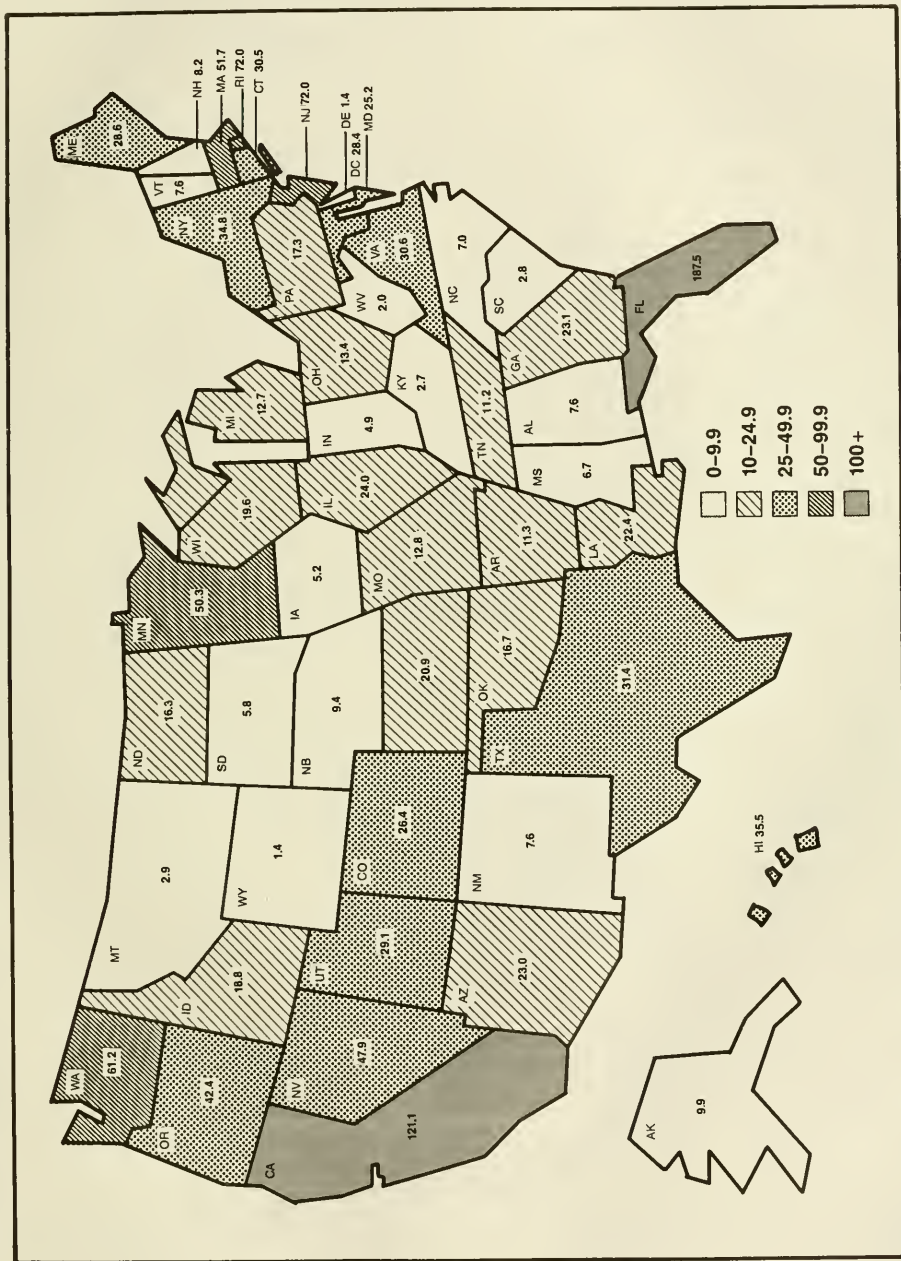 WA
61.2
OR
42.4
CA
121.1
NV
47.9
ID
18.8
MT
2.9
WY
1.4
UT
29.1
CO
26.4
AZ
23.0
NM
7.6
ND
16.3
SD
5.8
NB
9.4
20.9
OK
16.7
TX
31.4
MN
50.3
IA
5.2
MO
12.8
AR
11.3
LA
22.4
WI
19.6
IL
24.0
MI
12.7
IN
4.9
OH
13.4
KY
2.7
TN
11.2
MS
6.7
AL
7.6
GA
23.1
FL
187.5
SC
2.8
NC
7.0
VA
30.6
WV
2.0
PA
17.3
NY
34.8
VT
7.6
ME
28.6
NH 8.2
MA 51.7
RI 72.0
CT 30.5
NJ 72.0
DE 1.4
DC 28.4
MD 25.2
AK
9.9
HI 35.5
0–9.9
10–24.9
25–49.9
50–99.9
100+